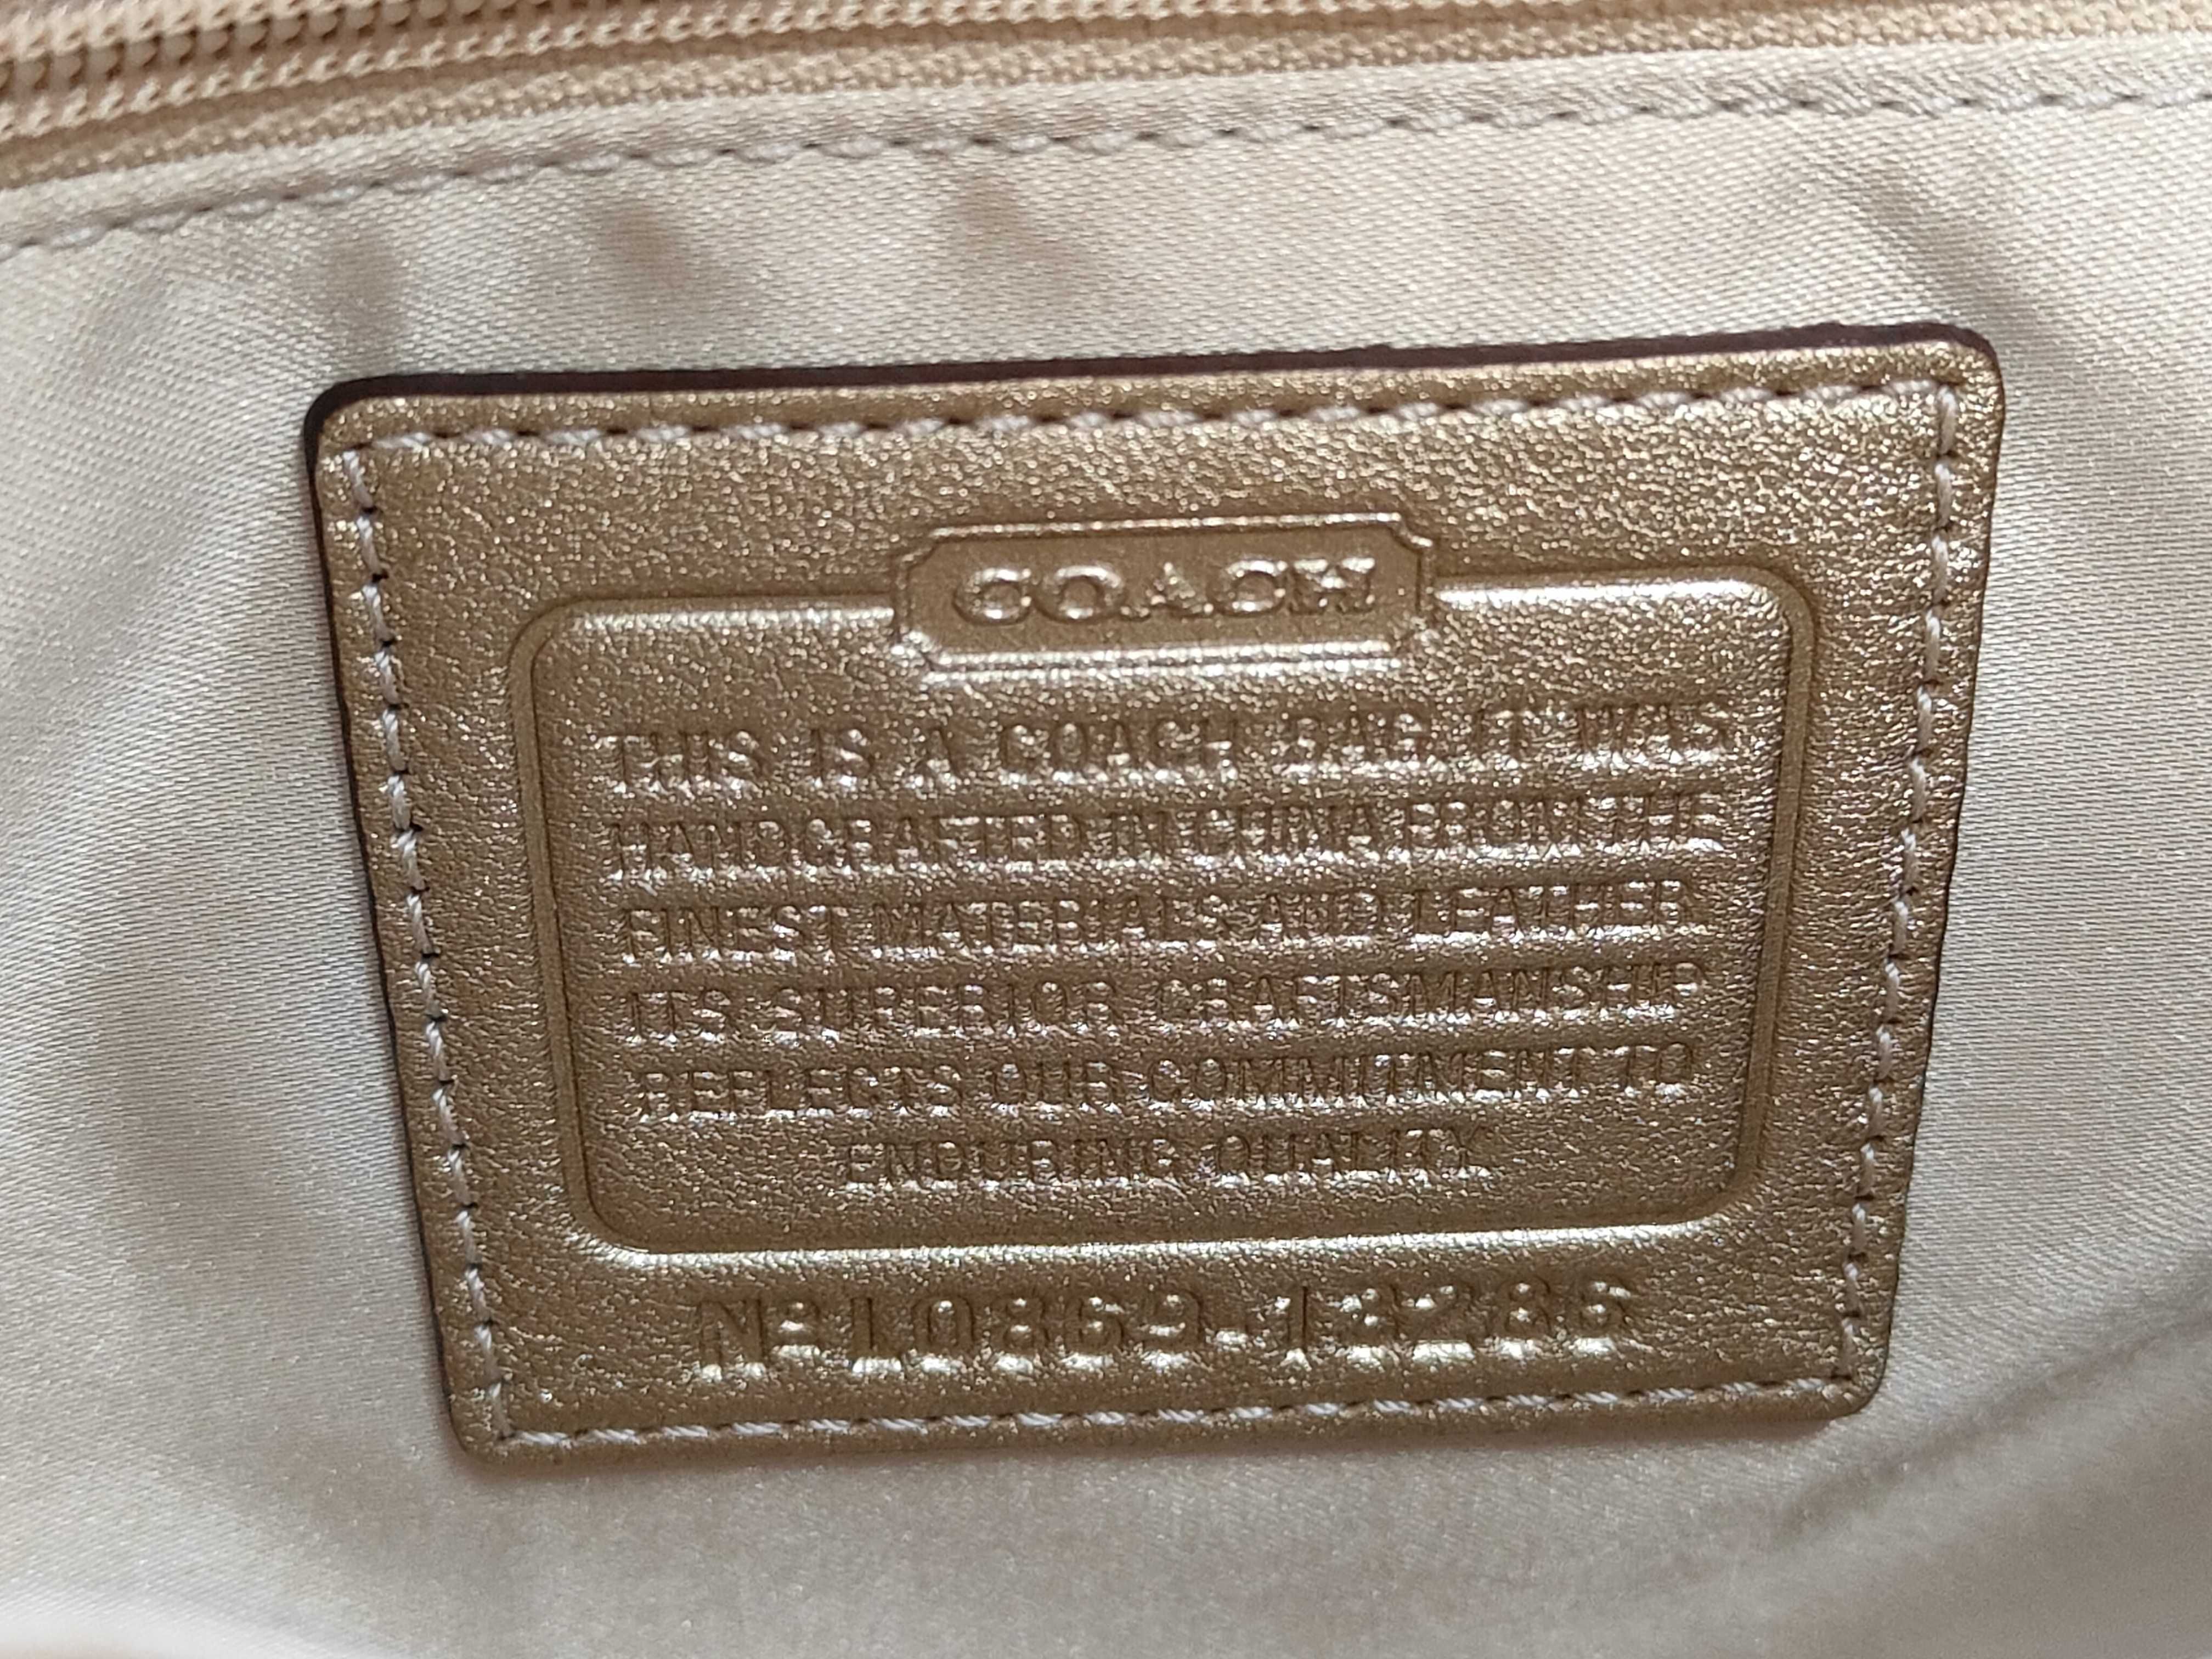 COACH
THIS IS A COACH BAG. IT WAS
HANDCRAFTED IN CHINA FROM THE
FINEST MATERIALS AND LEATHER
ITS SUPERIOR CRAFTSMANSHIP
REFLECTS OUR COMMITMENT TO
ENDURING QUALITY
Nº L0869-13286